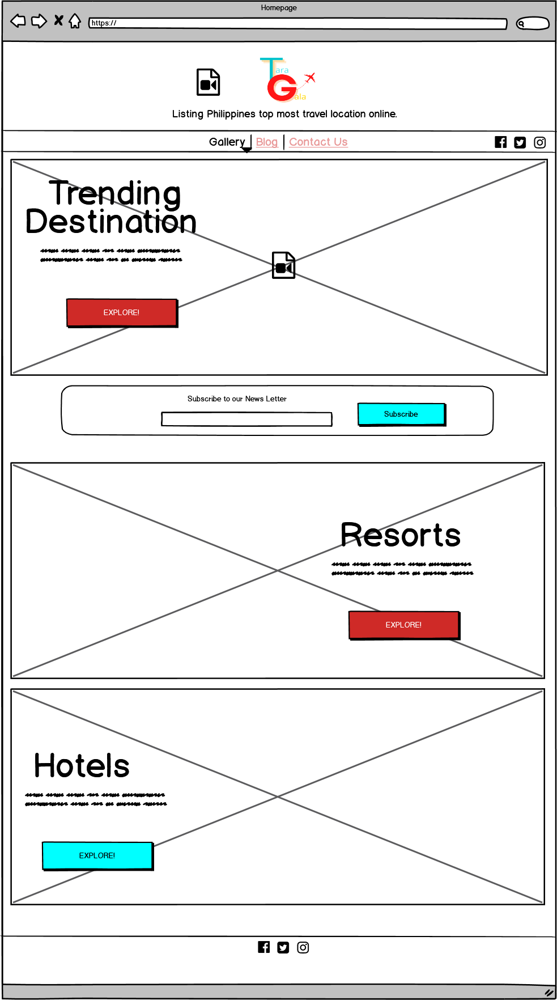 Homepage
https://
Tara
Gala
Listing Philippines top most travel location online.
Gallery
Blog
Contact Us
Trending
Destination
EXPLORE!
Subscribe to our News Letter
Subscribe
Resorts
EXPLORE!
Hotels
EXPLORE!